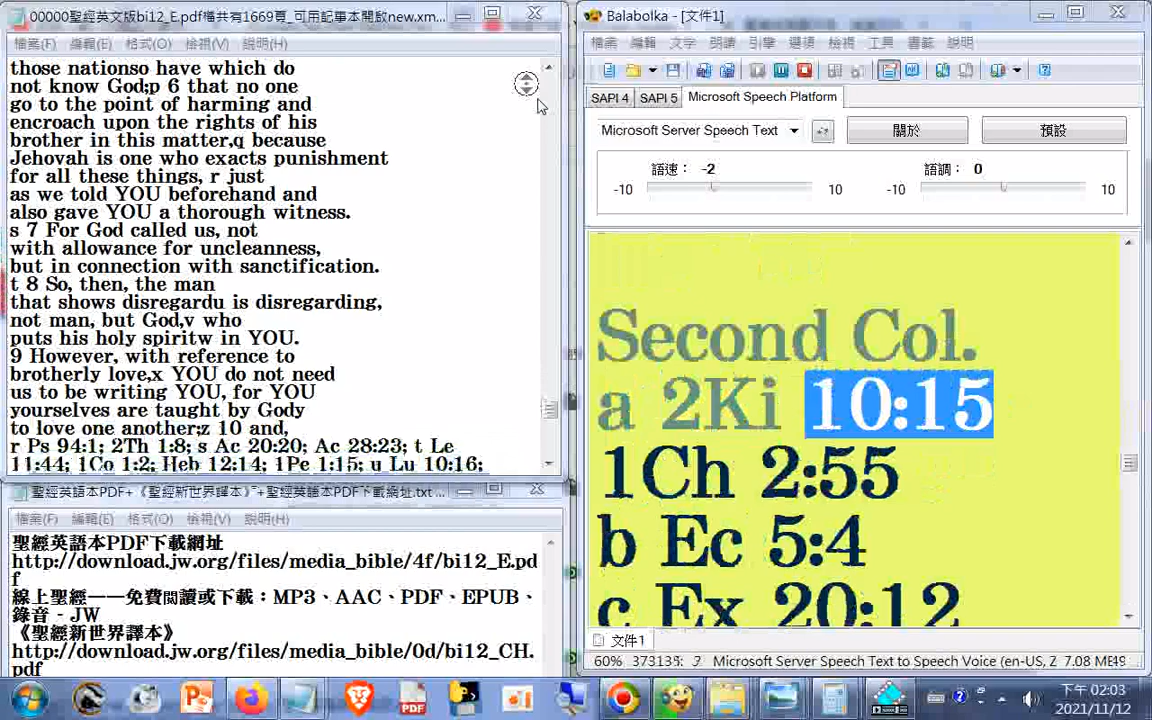 00000聖經英文版bi12_E.pdf檔共有1669頁_可用記事本開啟new.xm...
檔案(F) 編輯(E) 格式(O) 檢視(V) 說明(H)
those nationso have which do
not know God;p 6 that no one
go to the point of harming and
encroach upon the rights of his
brother in this matter,q because
Jehovah is one who exacts punishment
for all these things, r just
as we told YOU beforehand and
also gave YOU a thorough witness.
s 7 For God called us, not
with allowance for uncleanness,
but in connection with sanctification.
t 8 So, then, the man
that shows disregardu is disregarding,
not man, but God,v who
puts his holy spiritw in YOU.
9 However, with reference to
brotherly love,x YOU do not need
us to be writing YOU, for YOU
yourselves are taught by Gody
to love one another;z 10 and,
r Ps 94:1; 2Th 1:8; s Ac 20:20; Ac 28:23; t Le
11:44; 1Co 1:2; Heb 12:14; 1Pe 1:15; u Lu 10:16;
聖經英語本PDF+《聖經新世界譯本》+聖經英語本PDF下載網址.txt ...
檔案(F) 編輯(E) 格式(O) 檢視(V) 說明(H)
聖經英語本PDF下載網址
http://download.jw.org/files/media_bible/4f/bi12_E.pd
f
線上聖經——免費閱讀或下載：MP3、AAC、PDF、EPUB、
錄音 - JW
《聖經新世界譯本》
http://download.jw.org/files/media_bible/0d/bi12_CH.
pdf
Balabolka - [文件1]
檔案 編輯 文字 朗讀 引擎 選項 檢視 工具 書籤 說明
SAPI 4 SAPI 5 Microsoft Speech Platform
Microsoft Server Speech Text 關於 預設
語速： -2 語調： 0
-10 10 -10 10
Second Col.
a 2Ki 10:15
1Ch 2:55
b Ec 5:4
c Ex 20:12
文件1
60% Microsoft Server Speech Text to Speech Voice (en-US, Z 7.08 ME
下午 02:03
2021/11/12